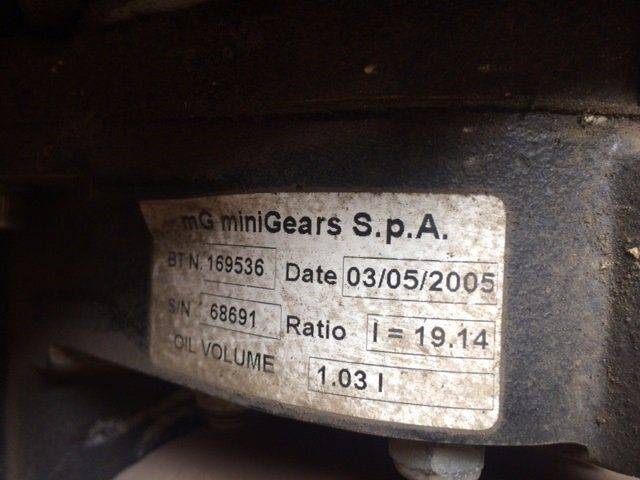 mG miniGears S.p.A.
BT N. 169536 Date 03/05/2005
S/N 68691 Ratio I = 19.14
OIL VOLUME 1.03 l